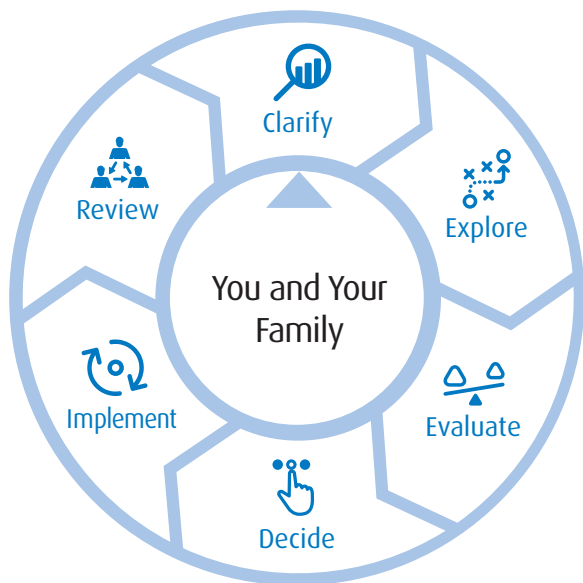 Clarify
Explore
Evaluate
Decide
Implement
Review
You and Your
Family